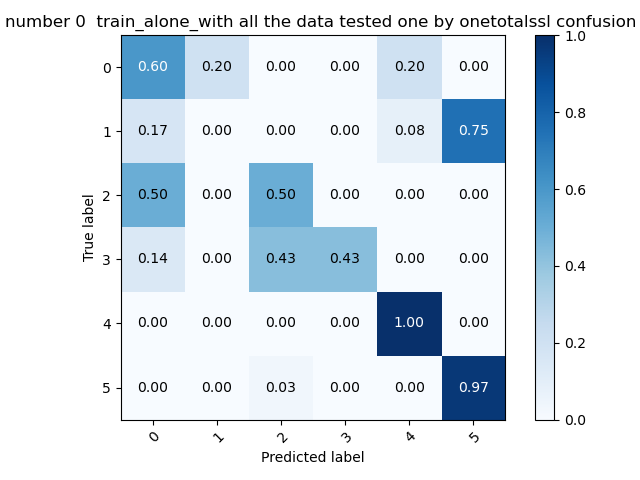 number 0  train_alone_with all the data tested one by onetotalssl confusion
0 0.60 0.20 0.00 0.00 0.20 0.00
1 0.17 0.00 0.00 0.00 0.08 0.75
2 0.50 0.00 0.50 0.00 0.00 0.00
3 0.14 0.00 0.43 0.43 0.00 0.00
4 0.00 0.00 0.00 0.00 1.00 0.00
5 0.00 0.00 0.03 0.00 0.00 0.97
0 1 2 3 4 5
True label
Predicted label
1.0
0.8
0.6
0.4
0.2
0.0